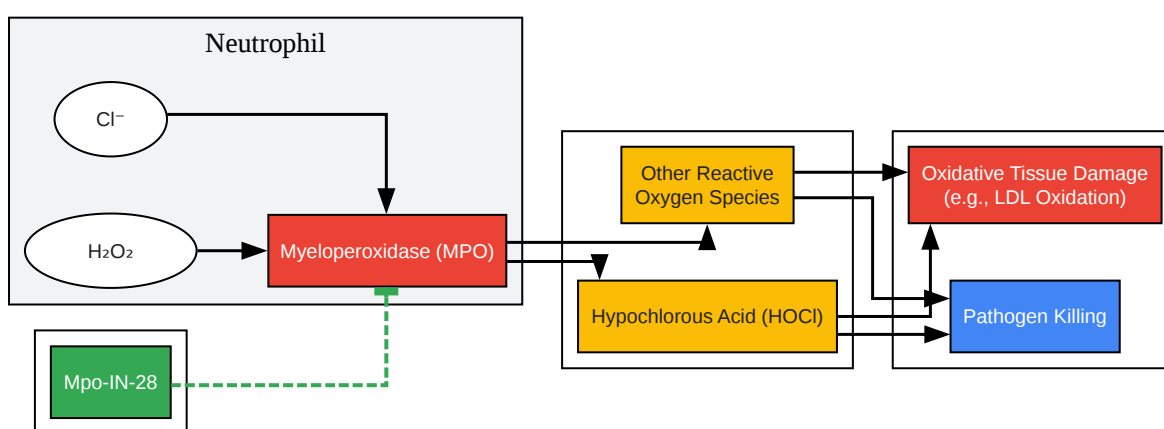 Neutrophil
Cl⁻
H₂O₂
Myeloperoxidase (MPO)
Mpo-IN-28
Other Reactive
Oxygen Species
Hypochlorous Acid (HOCl)
Oxidative Tissue Damage
(e.g., LDL Oxidation)
Pathogen Killing